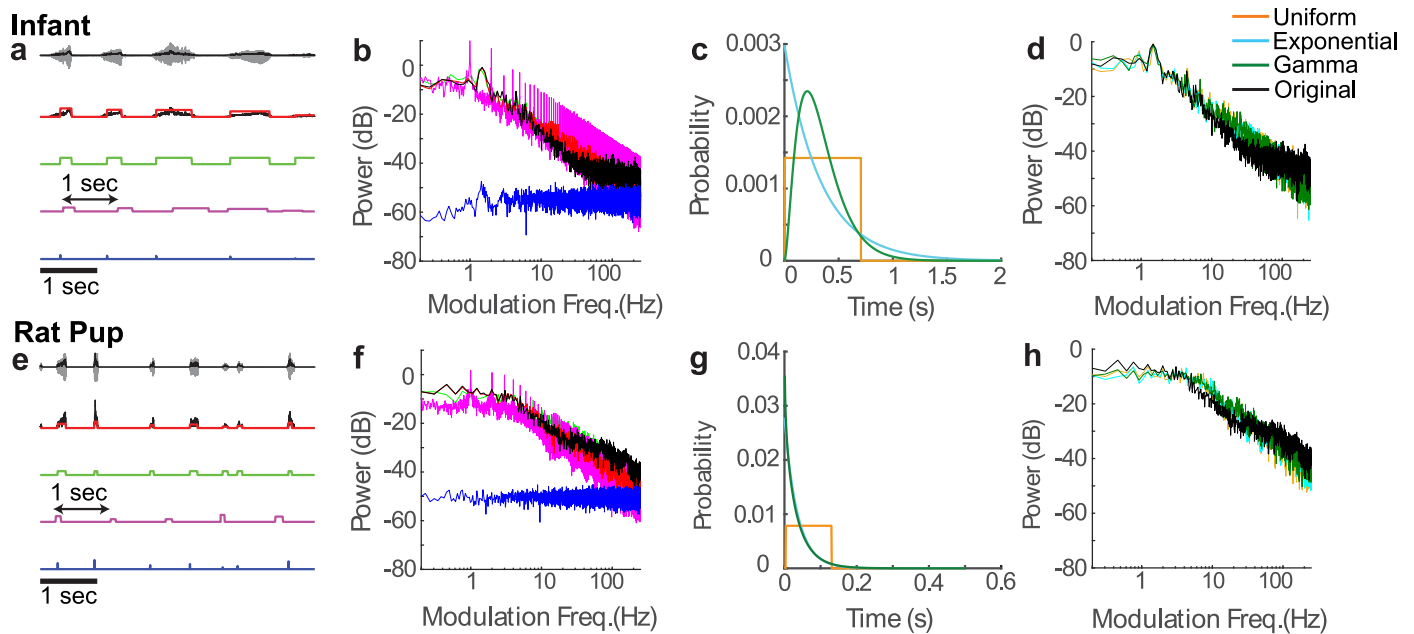 Infant
a
1 sec
1 sec
b
0
-20
-40
-60
-80
Power (dB)
1
10
100
Modulation Freq.(Hz)
c
0.003
0.002
0.001
0
Probability
0
0.5
1
1.5
2
Time (s)
d
0
-20
-40
-60
-80
Power (dB)
1
10
100
Modulation Freq.(Hz)
Uniform
Exponential
Gamma
Original
Rat Pup
e
1 sec
1 sec
f
0
-20
-40
-60
-80
Power (dB)
1
10
100
Modulation Freq.(Hz)
g
0.04
0.03
0.02
0.01
0
Probability
0
0.2
0.4
0.6
Time (s)
h
0
-20
-40
-60
-80
Power (dB)
1
10
100
Modulation Freq.(Hz)